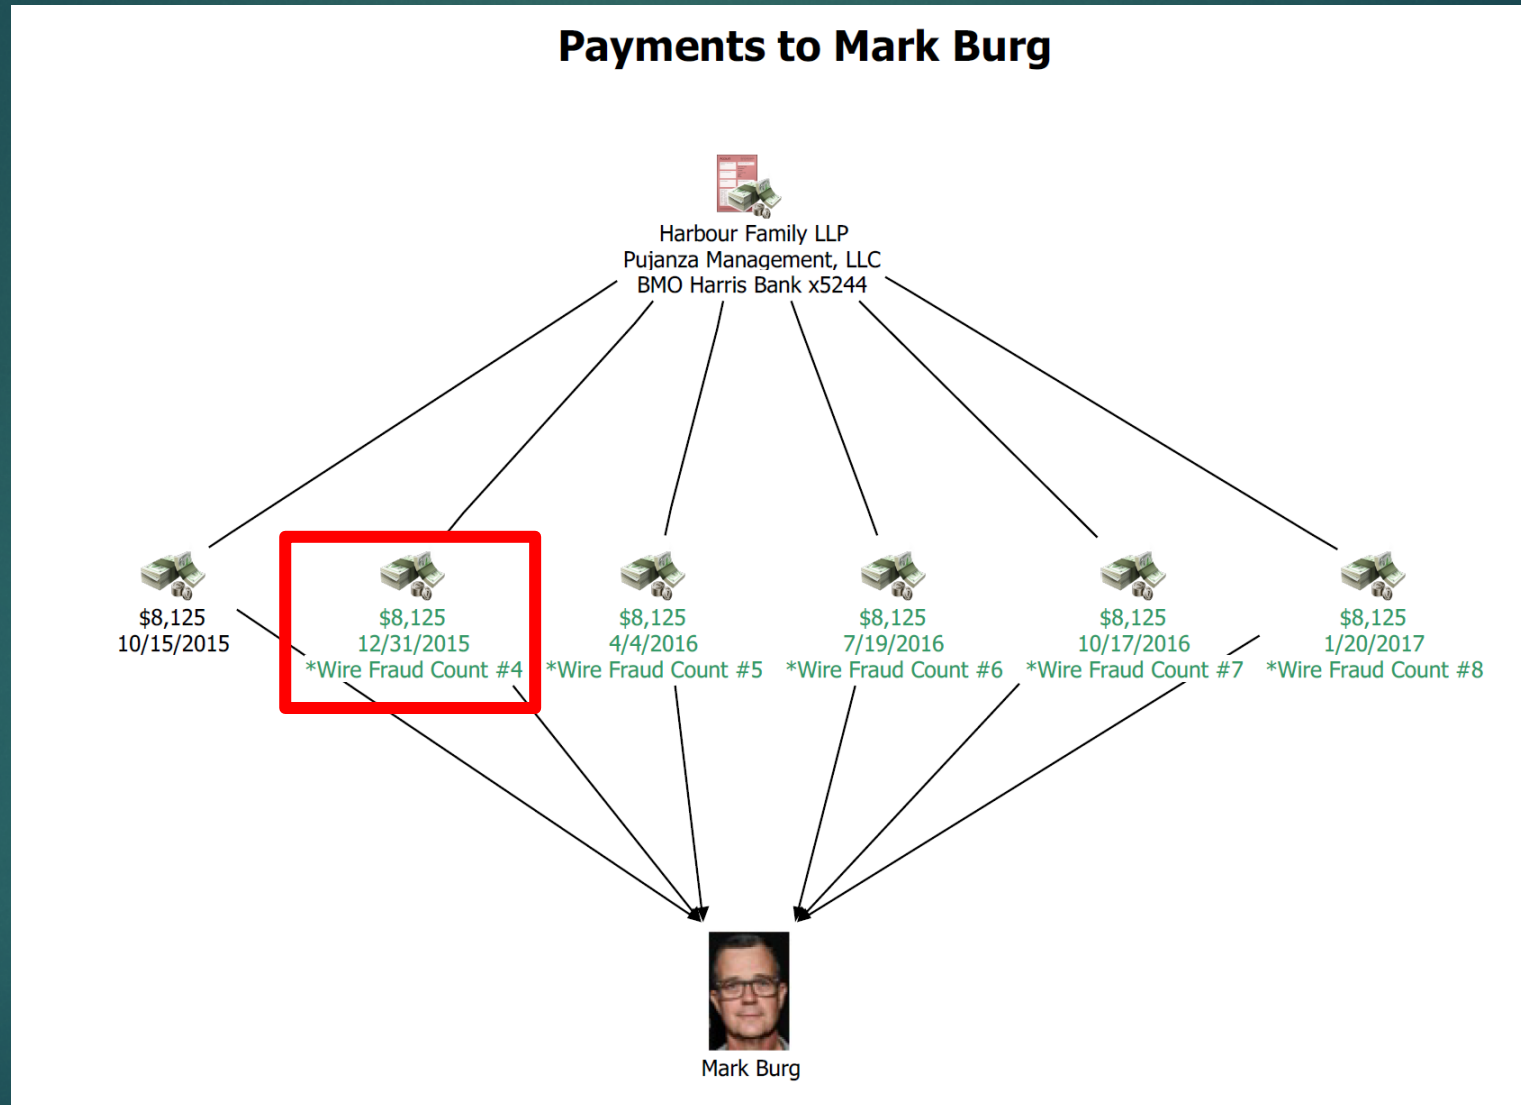 Payments to Mark Burg
Harbour Family LLP
Pujanza Management, LLC
BMO Harris Bank x5244
$8,125
10/15/2015
$8,125
12/31/2015
*Wire Fraud Count #4
$8,125
4/4/2016
*Wire Fraud Count #5
$8,125
7/19/2016
*Wire Fraud Count #6
$8,125
10/17/2016
*Wire Fraud Count #7
$8,125
1/20/2017
*Wire Fraud Count #8
Mark Burg